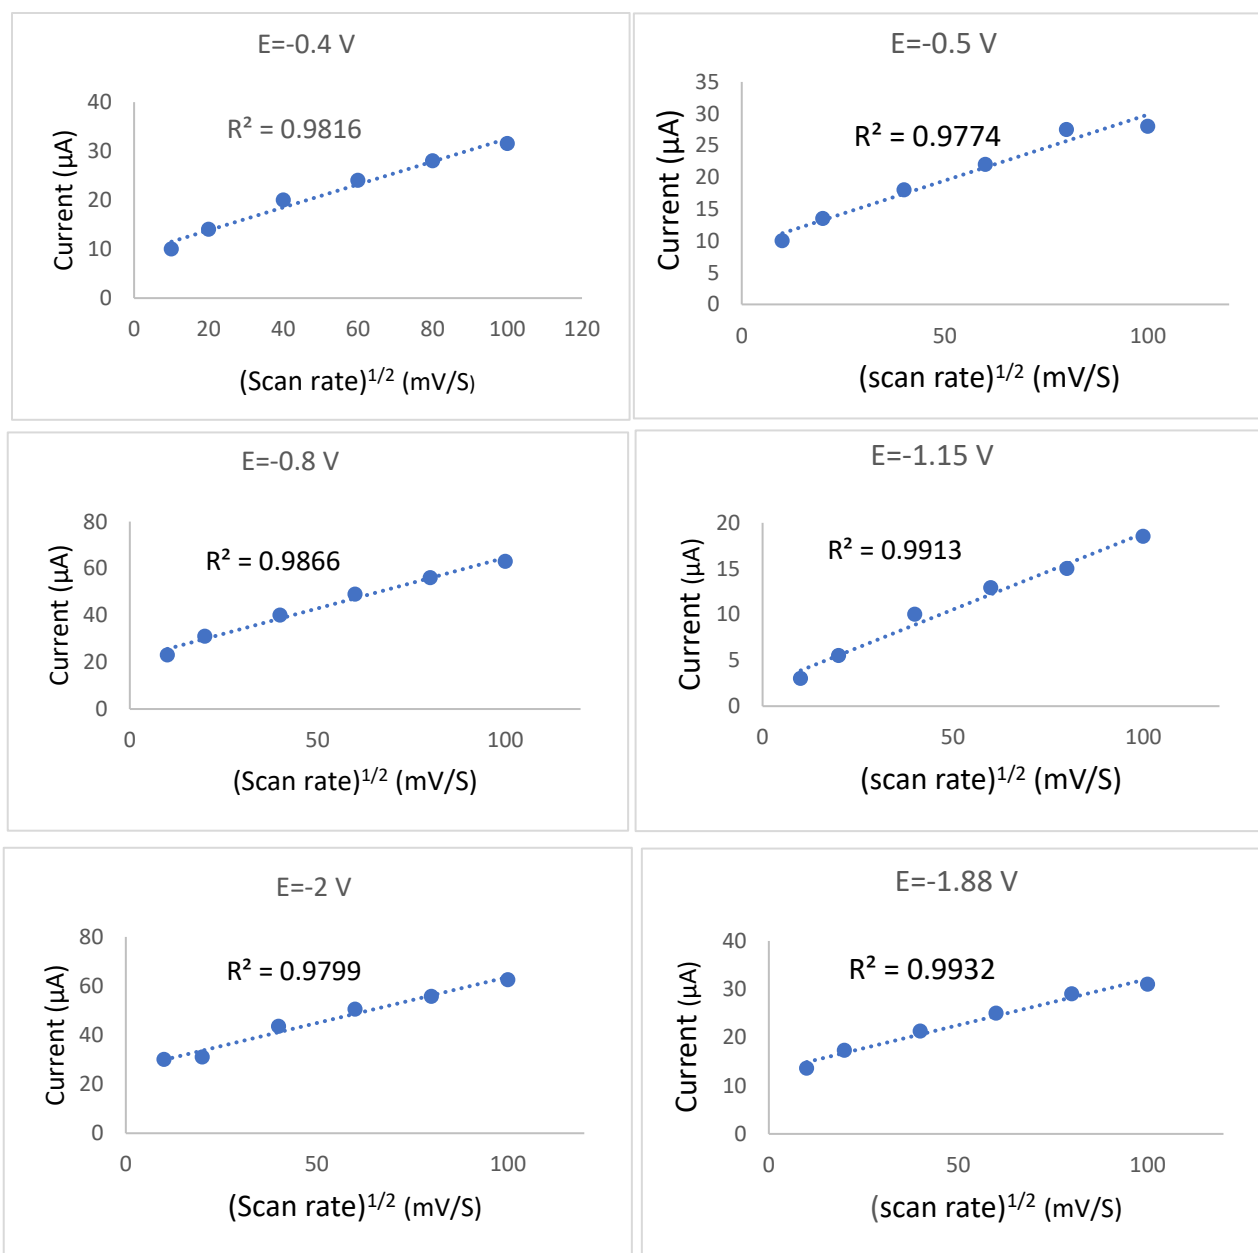 E=-0.4 V
R² = 0.9816
Current (µA)
40
30
20
10
0
0 20 40 60 80 100 120
(Scan rate)^1/2 (mV/S)
E=-0.5 V
R² = 0.9774
Current (µA)
35
30
25
20
15
10
5
0
0 50 100
(scan rate)^1/2 (mV/S)
E=-0.8 V
R² = 0.9866
Current (µA)
80
60
40
20
0
0 50 100
(Scan rate)^1/2 (mV/S)
E=-1.15 V
R² = 0.9913
Current (µA)
20
15
10
5
0
0 50 100
(scan rate)^1/2 (mV/S)
E=-2 V
R² = 0.9799
Current (µA)
80
60
40
20
0
0 50 100
(Scan rate)^1/2 (mV/S)
E=-1.88 V
R² = 0.9932
Current (µA)
40
30
20
10
0
0 50 100
(scan rate)^1/2 (mV/S)